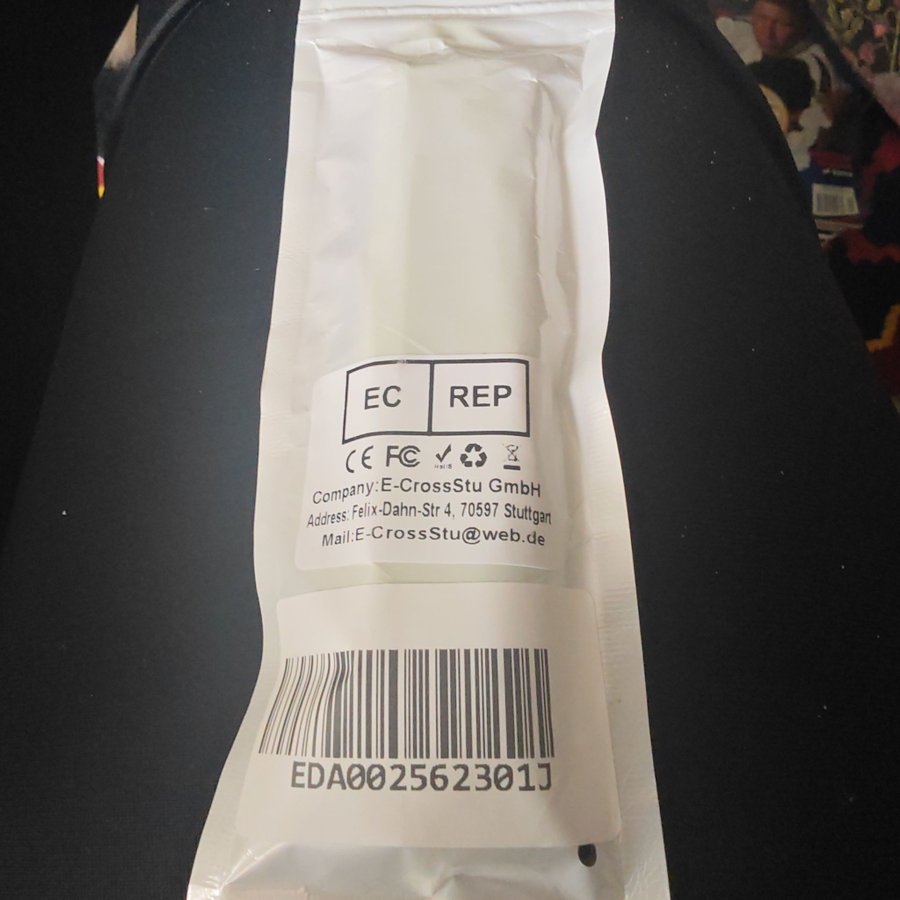 EC REP
CE FC RoHS
Company:E-CrossStu GmbH
Address: Felix-Dahn-Str 4, 70597 Stuttgart
Mail:E-CrossStu@web.de
EDA002562301J